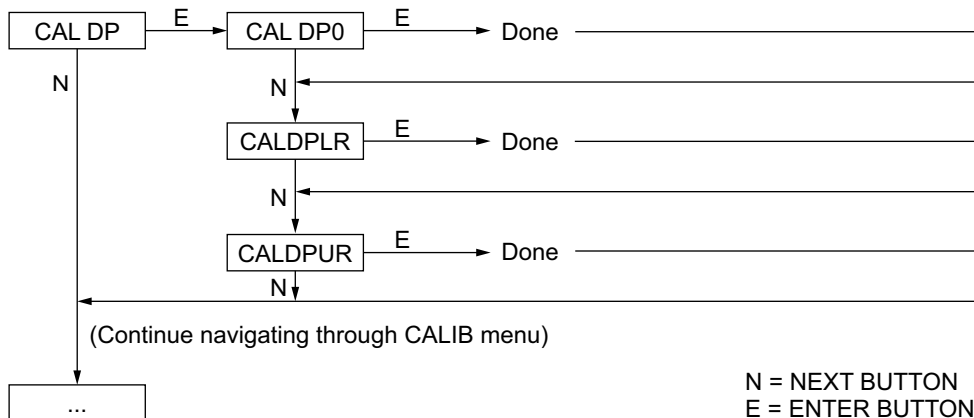 CAL DP E CAL DP0 E Done
N N
CALDPLR E Done
N
CALDPUR E Done
N
(Continue navigating through CALIB menu)
...
N = NEXT BUTTON
E = ENTER BUTTON